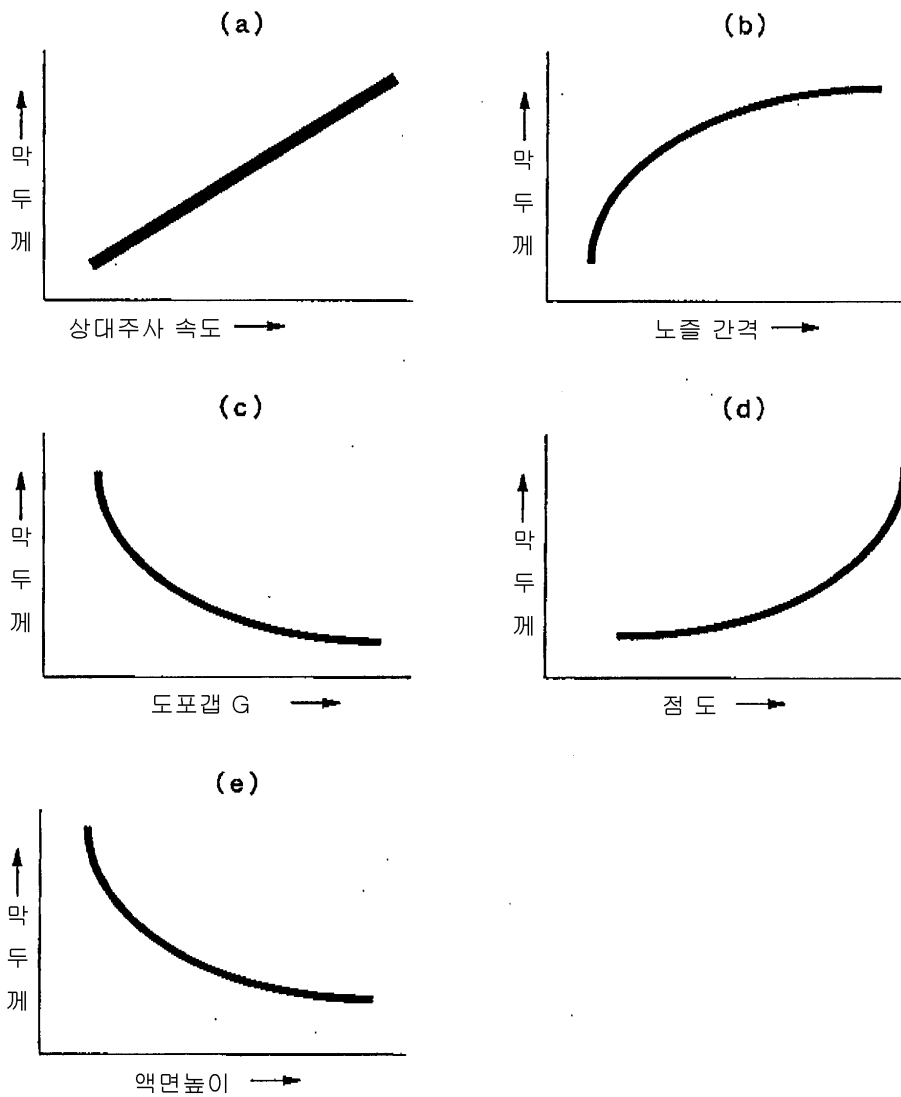 (a)
막두께
상대주사 속도
(b)
막두께
노즐 간격
(c)
막두께
도포갭 G
(d)
막두께
점 도
(e)
막두께
액면높이